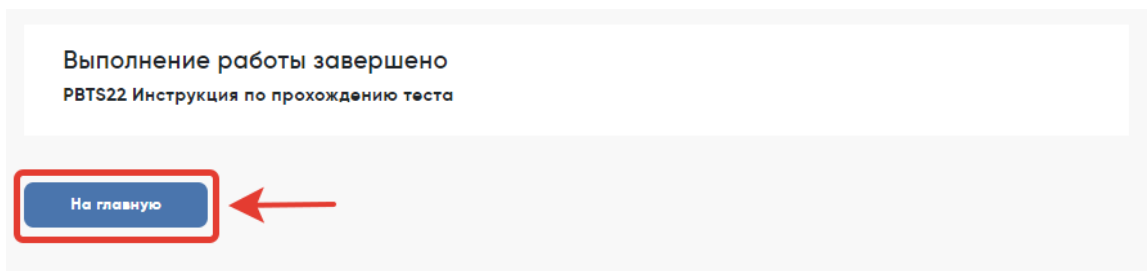 Выполнение работы завершено
PBTS22 Инструкция по прохождению теста
На главную